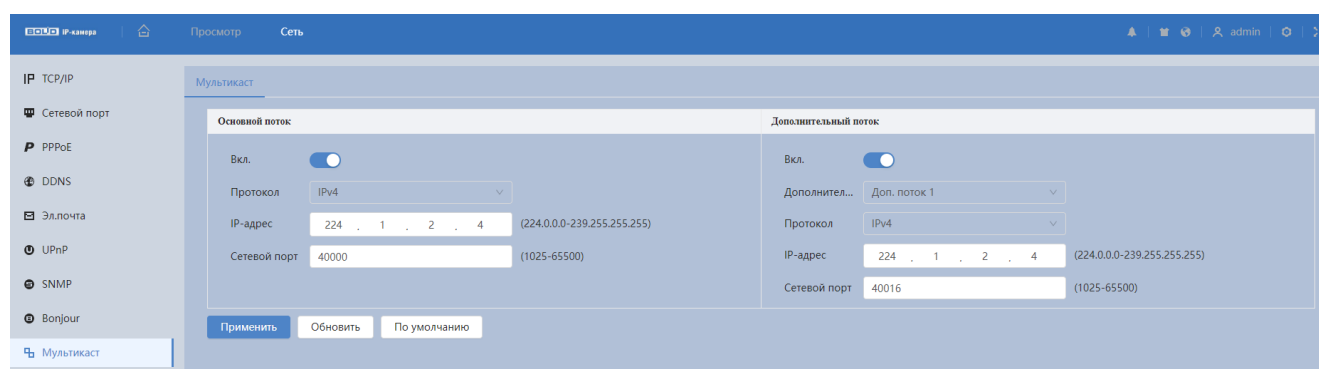 BOLID IP-камера Просмотр Сеть admin
IP TCP/IP
Мультикаст
Сетевой порт
Основной поток Дополнительный поток
PPPoE
Вкл. Вкл.
DDNS
Протокол IPv4 Дополнител... Доп. поток 1
Эл.почта
IP-адрес 224 . 1 . 2 . 4 (224.0.0.0-239.255.255.255) Протокол IPv4
UPnP
Сетевой порт 40000 (1025-65500) IP-адрес 224 . 1 . 2 . 4 (224.0.0.0-239.255.255.255)
SNMP
Сетевой порт 40016 (1025-65500)
Bonjour
Применить Обновить По умолчанию
Мультикаст